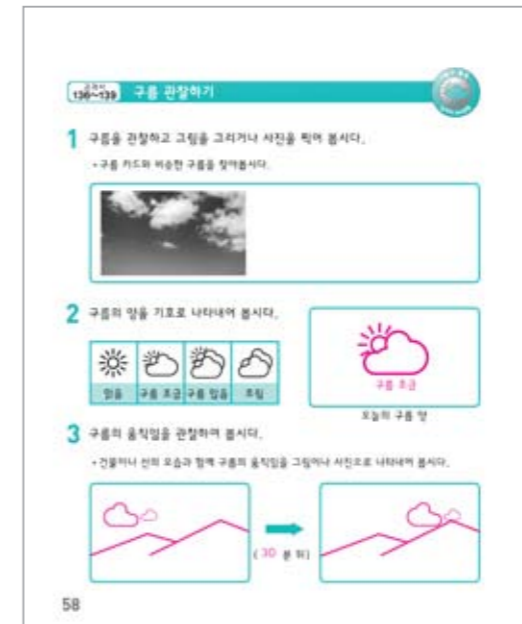 교과서
136~139 구름 관찰하기
1 구름을 관찰하고 그림을 그리거나 사진을 찍어 봅시다.
• 구름 카드와 비슷한 구름을 찾아봅시다.
2 구름의 양을 기호로 나타내어 봅시다.
맑음 구름 조금 구름 많음 흐림
구름 조금
오늘의 구름 양
3 구름의 움직임을 관찰하여 봅시다.
• 건물이나 산의 모습과 함께 구름의 움직임을 그림이나 사진으로 나타내어 봅시다.
( 30 분 뒤)
58